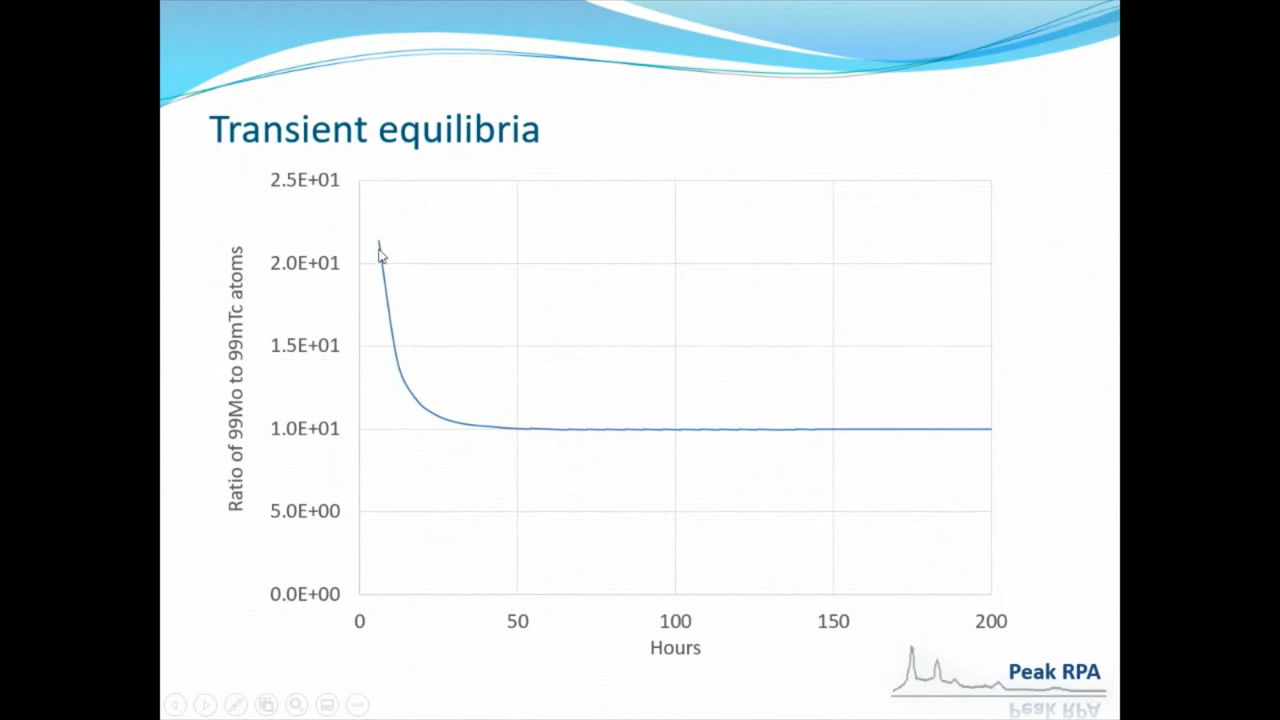 Transient equilibria
2.5E+01
2.0E+01
1.5E+01
1.0E+01
5.0E+00
0.0E+00
Ratio of 99Mo to 99mTc atoms
0 50 100 150 200
Hours
Peak RPA